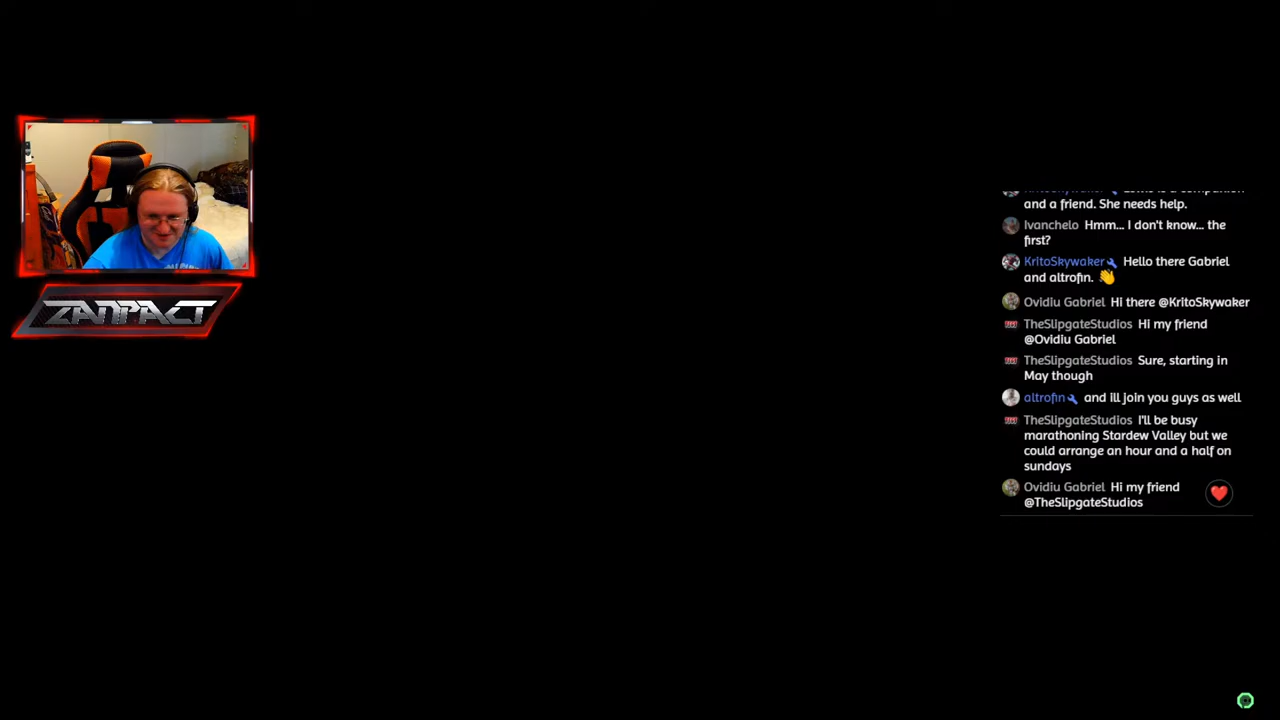 ZANPACT
and a friend. She needs help.
Ivanchelo Hmm... I don't know... the
first?
KritoSkywaker Hello there Gabriel
and altrofin. 👋
Ovidiu Gabriel Hi there @KritoSkywaker
TheSlipgateStudios Hi my friend
@Ovidiu Gabriel
TheSlipgateStudios Sure, starting in
May though
altrofin and ill join you guys as well
TheSlipgateStudios I'll be busy
marathoning Stardew Valley but we
could arrange an hour and a half on
sundays
Ovidiu Gabriel Hi my friend
@TheSlipgateStudios